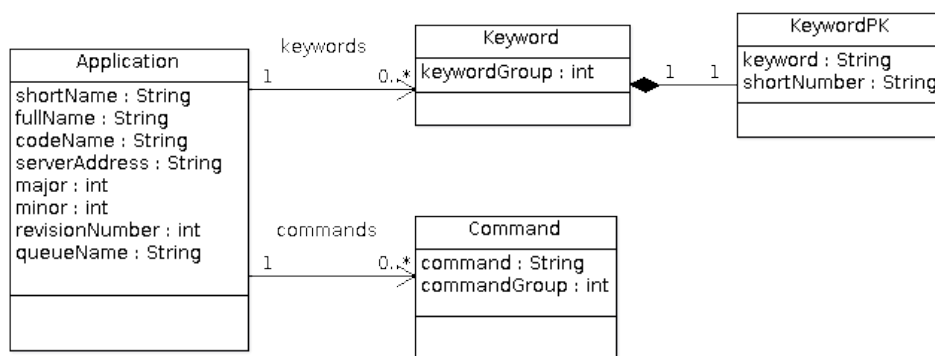 Application
shortName : String
fullName : String
codeName : String
serverAddress : String
major : int
minor : int
revisionNumber : int
queueName : String
keywords
1
0..*
Keyword
keywordGroup : int
1
1
KeywordPK
keyword : String
shortNumber : String
commands
1
0..*
Command
command : String
commandGroup : int